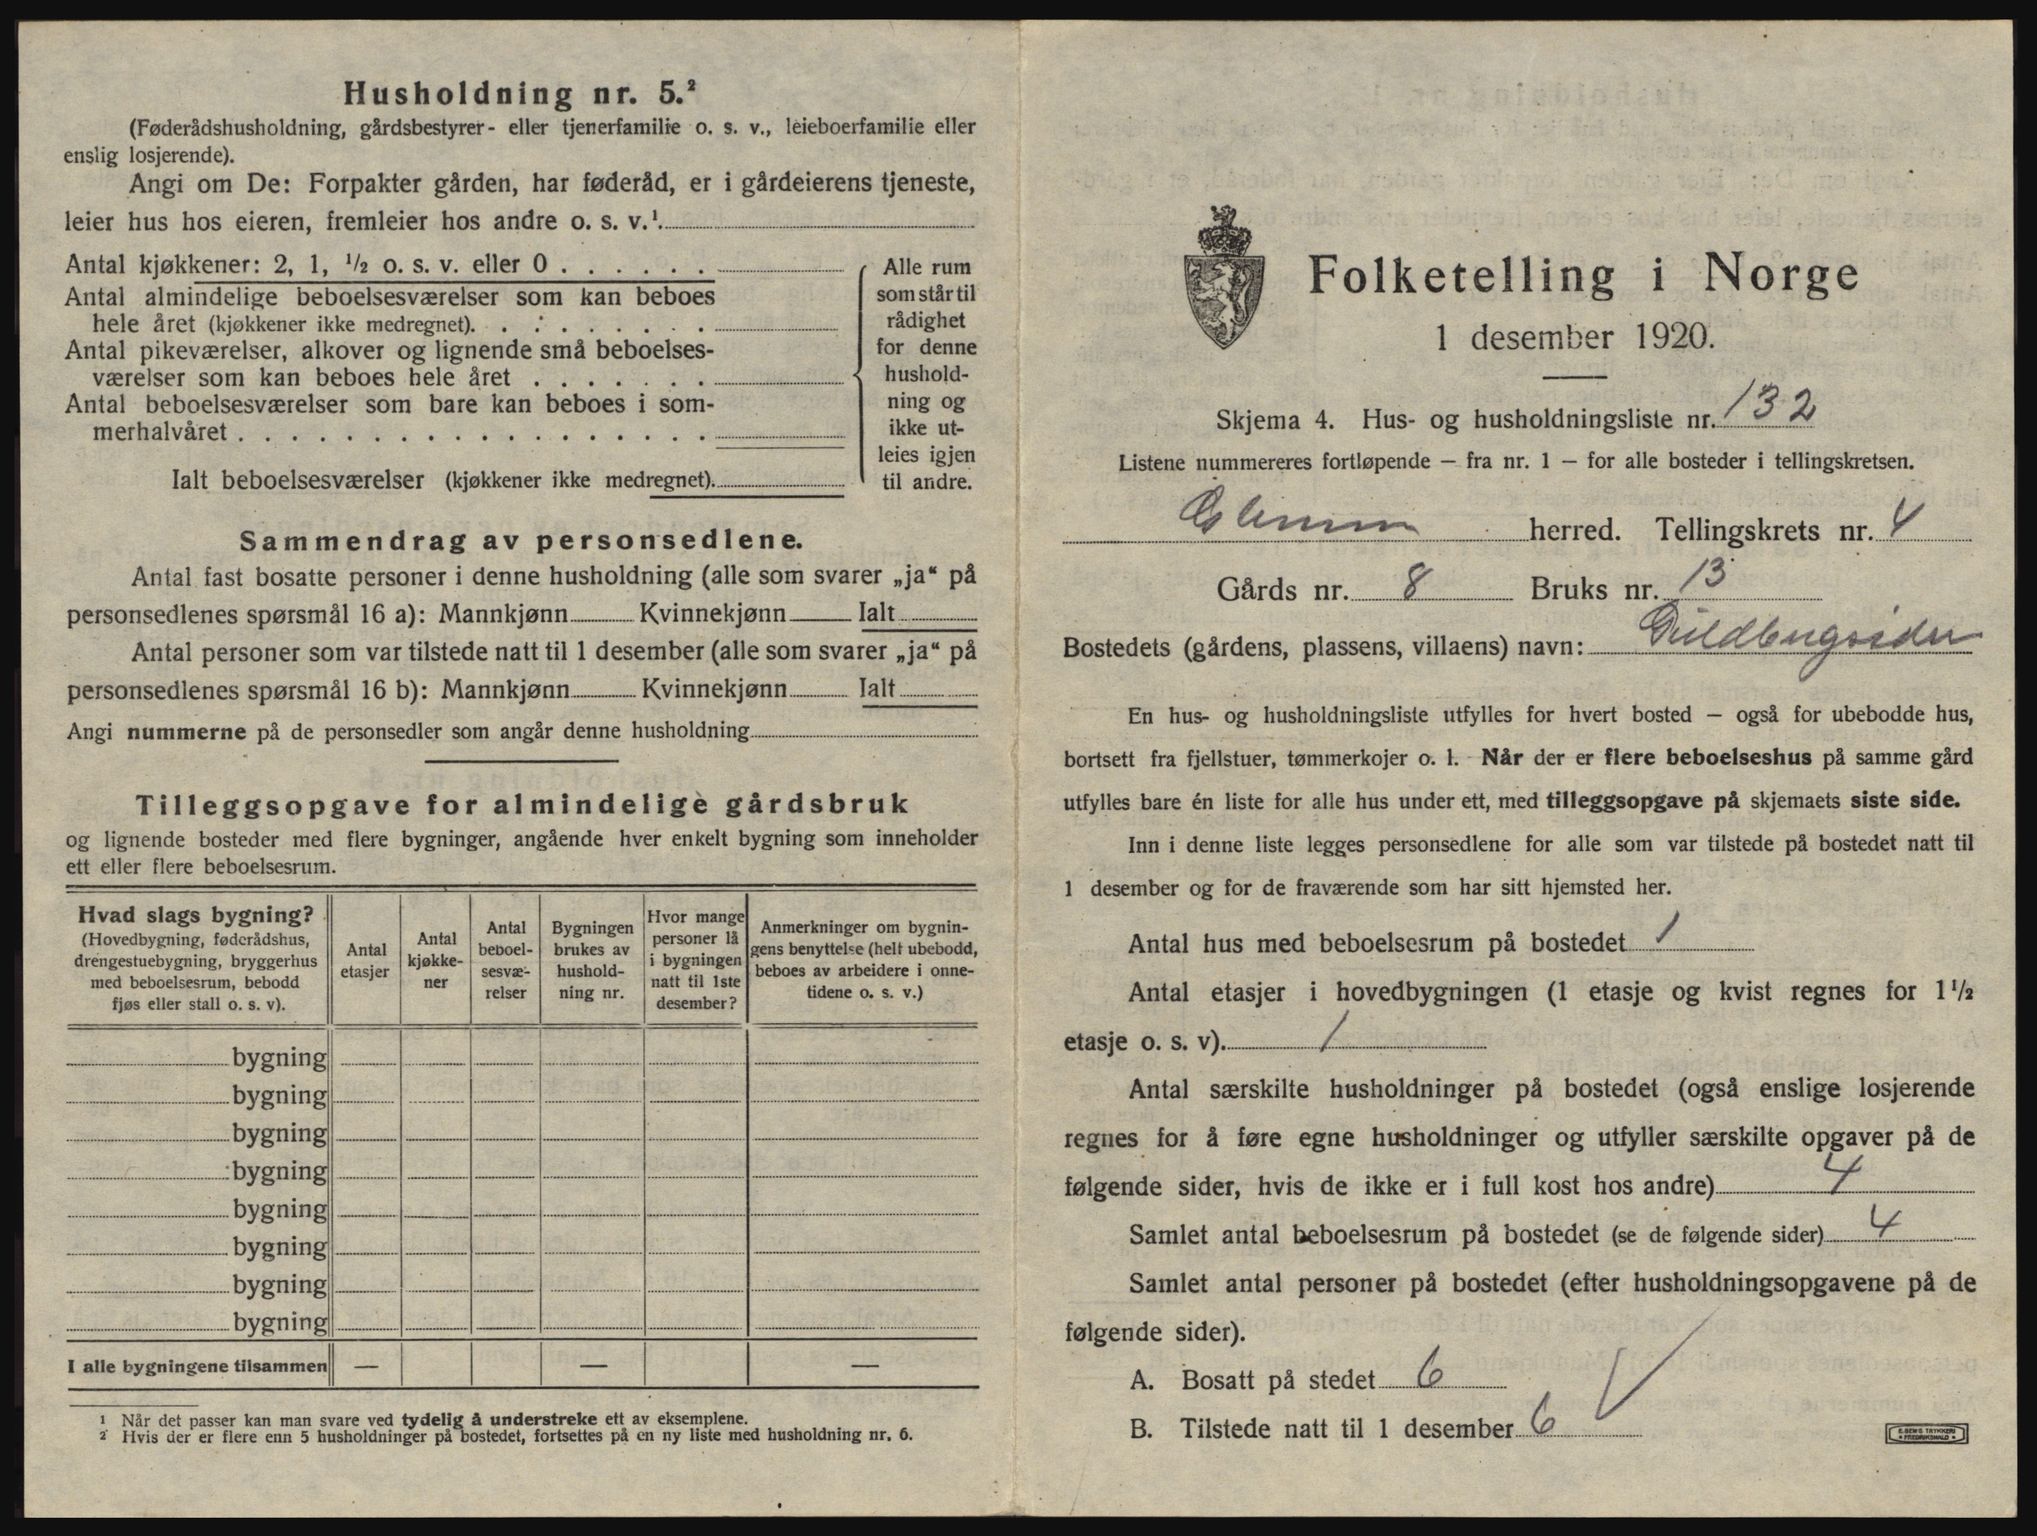 Husholdning nr. 5.²
(Føderådshusholdning, gårdsbestyrer- eller tjenerfamilie o. s. v., leieboerfamilie eller
enslig losjerende).
Angi om De: Forpakter gården, har føderåd, er i gårdeierens tjeneste,
leier hus hos eieren, fremleier hos andre o. s. v.¹.
Antal kjøkkener: 2, 1, ½ o. s. v. eller 0 . . . . . .
Antal almindelige beboelsesværelser som kan beboes
hele året (kjøkkener ikke medregnet). . . . . . . . .
Antal pikeværelser, alkover og lignende små beboelses-
værelser som kan beboes hele året . . . . . . .
Antal beboelsesværelser som bare kan beboes i som-
merhalvåret . . . . . . . . . . . . . . . . . .
Ialt beboelsesværelser (kjøkkener ikke medregnet).
Alle rum
som står til
rådighet
for denne
hushold-
ning og
ikke ut-
leies igjen
til andre.
Sammendrag av personsedlene.
Antal fast bosatte personer i denne husholdning (alle som svarer „ja“ på
personsedlenes spørsmål 16 a): Mannkjønn Kvinnekjønn Ialt
Antal personer som var tilstede natt til 1 desember (alle som svarer „ja“ på
personsedlenes spørsmål 16 b): Mannkjønn Kvinnekjønn Ialt
Angi nummerne på de personsedler som angår denne husholdning
Tilleggsopgave for almindelige gårdsbruk
og lignende bosteder med flere bygninger, angående hver enkelt bygning som inneholder
ett eller flere beboelsesrum.
Hvad slags bygning?
(Hovedbygning, føderådshus,
drengestuebygning, bryggerhus
med beboelsesrum, bebodd
fjøs eller stall o. s. v).
Antal
etasjer
Antal
kjøkke-
ner
Antal
beboel-
sesvæ-
relser
Bygningen
brukes av
hushold-
ning nr.
Hvor mange
personer lå
i bygningen
natt til 1ste
desember?
Anmerkninger om bygnin-
gens benyttelse (helt ubebodd,
beboes av arbeidere i onne-
tidene o. s. v.)
bygning
bygning
bygning
bygning
bygning
bygning
bygning
bygning
I alle bygningene tilsammen — — —
¹ Når det passer kan man svare ved tydelig å understreke ett av eksemplene.
² Hvis der er flere enn 5 husholdninger på bostedet, fortsettes på en ny liste med husholdning nr. 6.
Folketelling i Norge
1 desember 1920.
Skjema 4. Hus- og husholdningsliste nr. 132
Listene nummereres fortløpende — fra nr. 1 — for alle bosteder i tellingskretsen.
Glemmen herred. Tellingskrets nr. 4
Gårds nr. 8 Bruks nr. 13
Bostedets (gårdens, plassens, villaens) navn: Guldbergsiden
En hus- og husholdningsliste utfylles for hvert bosted — også for ubebodde hus,
bortsett fra fjellstuer, tømmerkojer o. l. Når der er flere beboelseshus på samme gård
utfylles bare én liste for alle hus under ett, med tilleggsopgave på skjemaets siste side.
Inn i denne liste legges personsedlene for alle som var tilstede på bostedet natt til
1 desember og for de fraværende som har sitt hjemsted her.
Antal hus med beboelsesrum på bostedet 1
Antal etasjer i hovedbygningen (1 etasje og kvist regnes for 1½
etasje o. s. v). 1
Antal særskilte husholdninger på bostedet (også enslige losjerende
regnes for å føre egne husholdninger og utfyller særskilte opgaver på de
følgende sider, hvis de ikke er i full kost hos andre) 4
Samlet antal beboelsesrum på bostedet (se de følgende sider) 4
Samlet antal personer på bostedet (efter husholdningsopgavene på de
følgende sider).
A. Bosatt på stedet 6
B. Tilstede natt til 1 desember 6